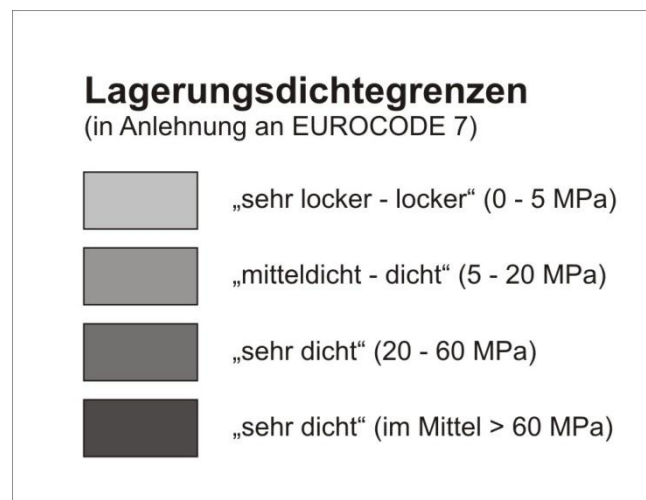 Lagerungsdichtegrenzen
(in Anlehnung an EUROCODE 7)
„sehr locker - locker“ (0 - 5 MPa)
„mitteldicht - dicht“ (5 - 20 MPa)
„sehr dicht“ (20 - 60 MPa)
„sehr dicht“ (im Mittel > 60 MPa)